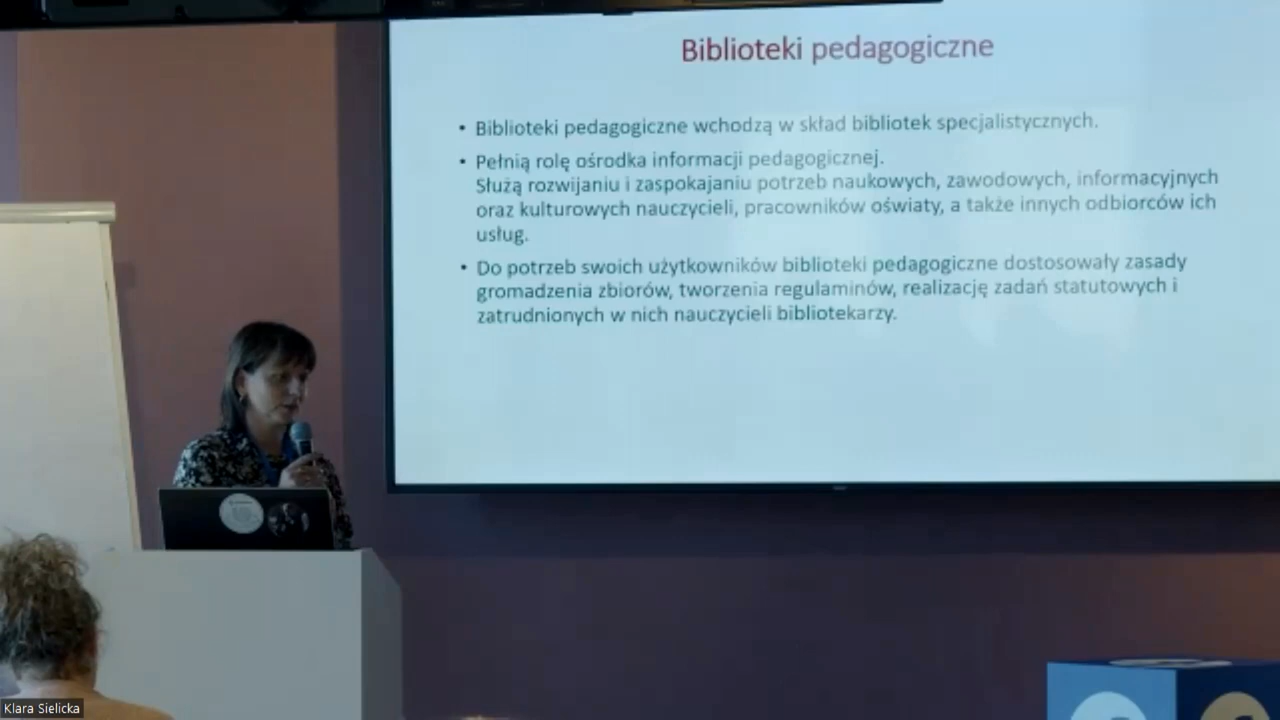 Biblioteki pedagogiczne
• Biblioteki pedagogiczne wchodzą w skład bibliotek specjalistycznych.
• Pełnią rolę ośrodka informacji pedagogicznej.
Służą rozwijaniu i zaspokajaniu potrzeb naukowych, zawodowych, informacyjnych
oraz kulturowych nauczycieli, pracowników oświaty, a także innych odbiorców ich
usług.
• Do potrzeb swoich użytkowników biblioteki pedagogiczne dostosowały zasady
gromadzenia zbiorów, tworzenia regulaminów, realizację zadań statutowych i
zatrudnionych w nich nauczycieli bibliotekarzy.
Klara Sielicka